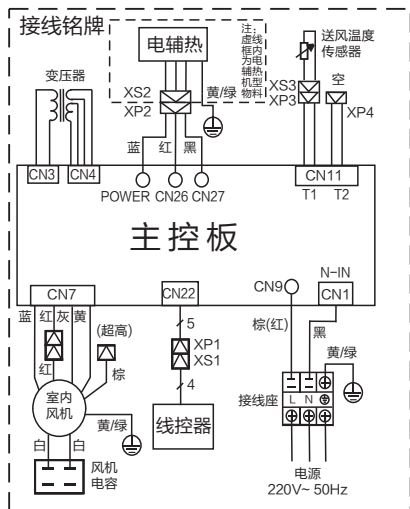 接线铭牌
电辅热
注：虚线框内为电辅热机型物料
送风温度
传感器
变压器
XS2
XP2
黄/绿
XS3
XP3
空
XP4
蓝
红
黑
CN3
CN4
POWER
CN26
CN27
CN11
T1
T2
主控板
CN7
CN22
CN9
N-IN
CN1
蓝
红
灰
黄
5
棕(红)
黑
(超高)
XP1
XS1
黄/绿
红
棕
4
室内
风机
接线座
L
N
黄/绿
线控器
白
白
风机
电容
电源
220V~ 50Hz